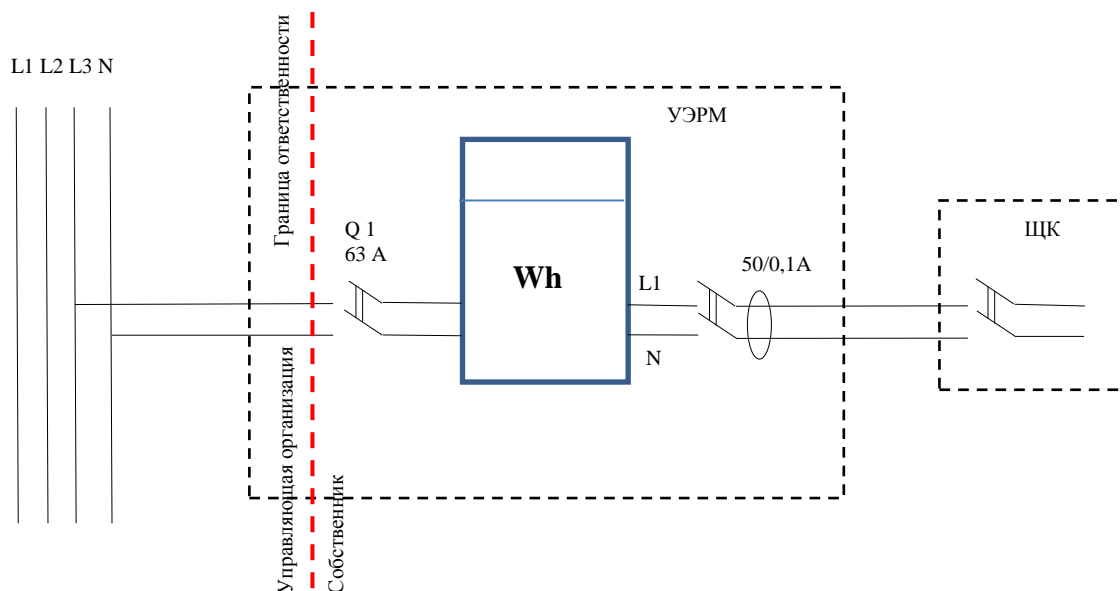 L1 L2 L3 N
Граница ответственности
УЭРМ
ЩК
Q 1
63 А
Wh
L1
50/0,1А
N
Управляющая организация
Собственник